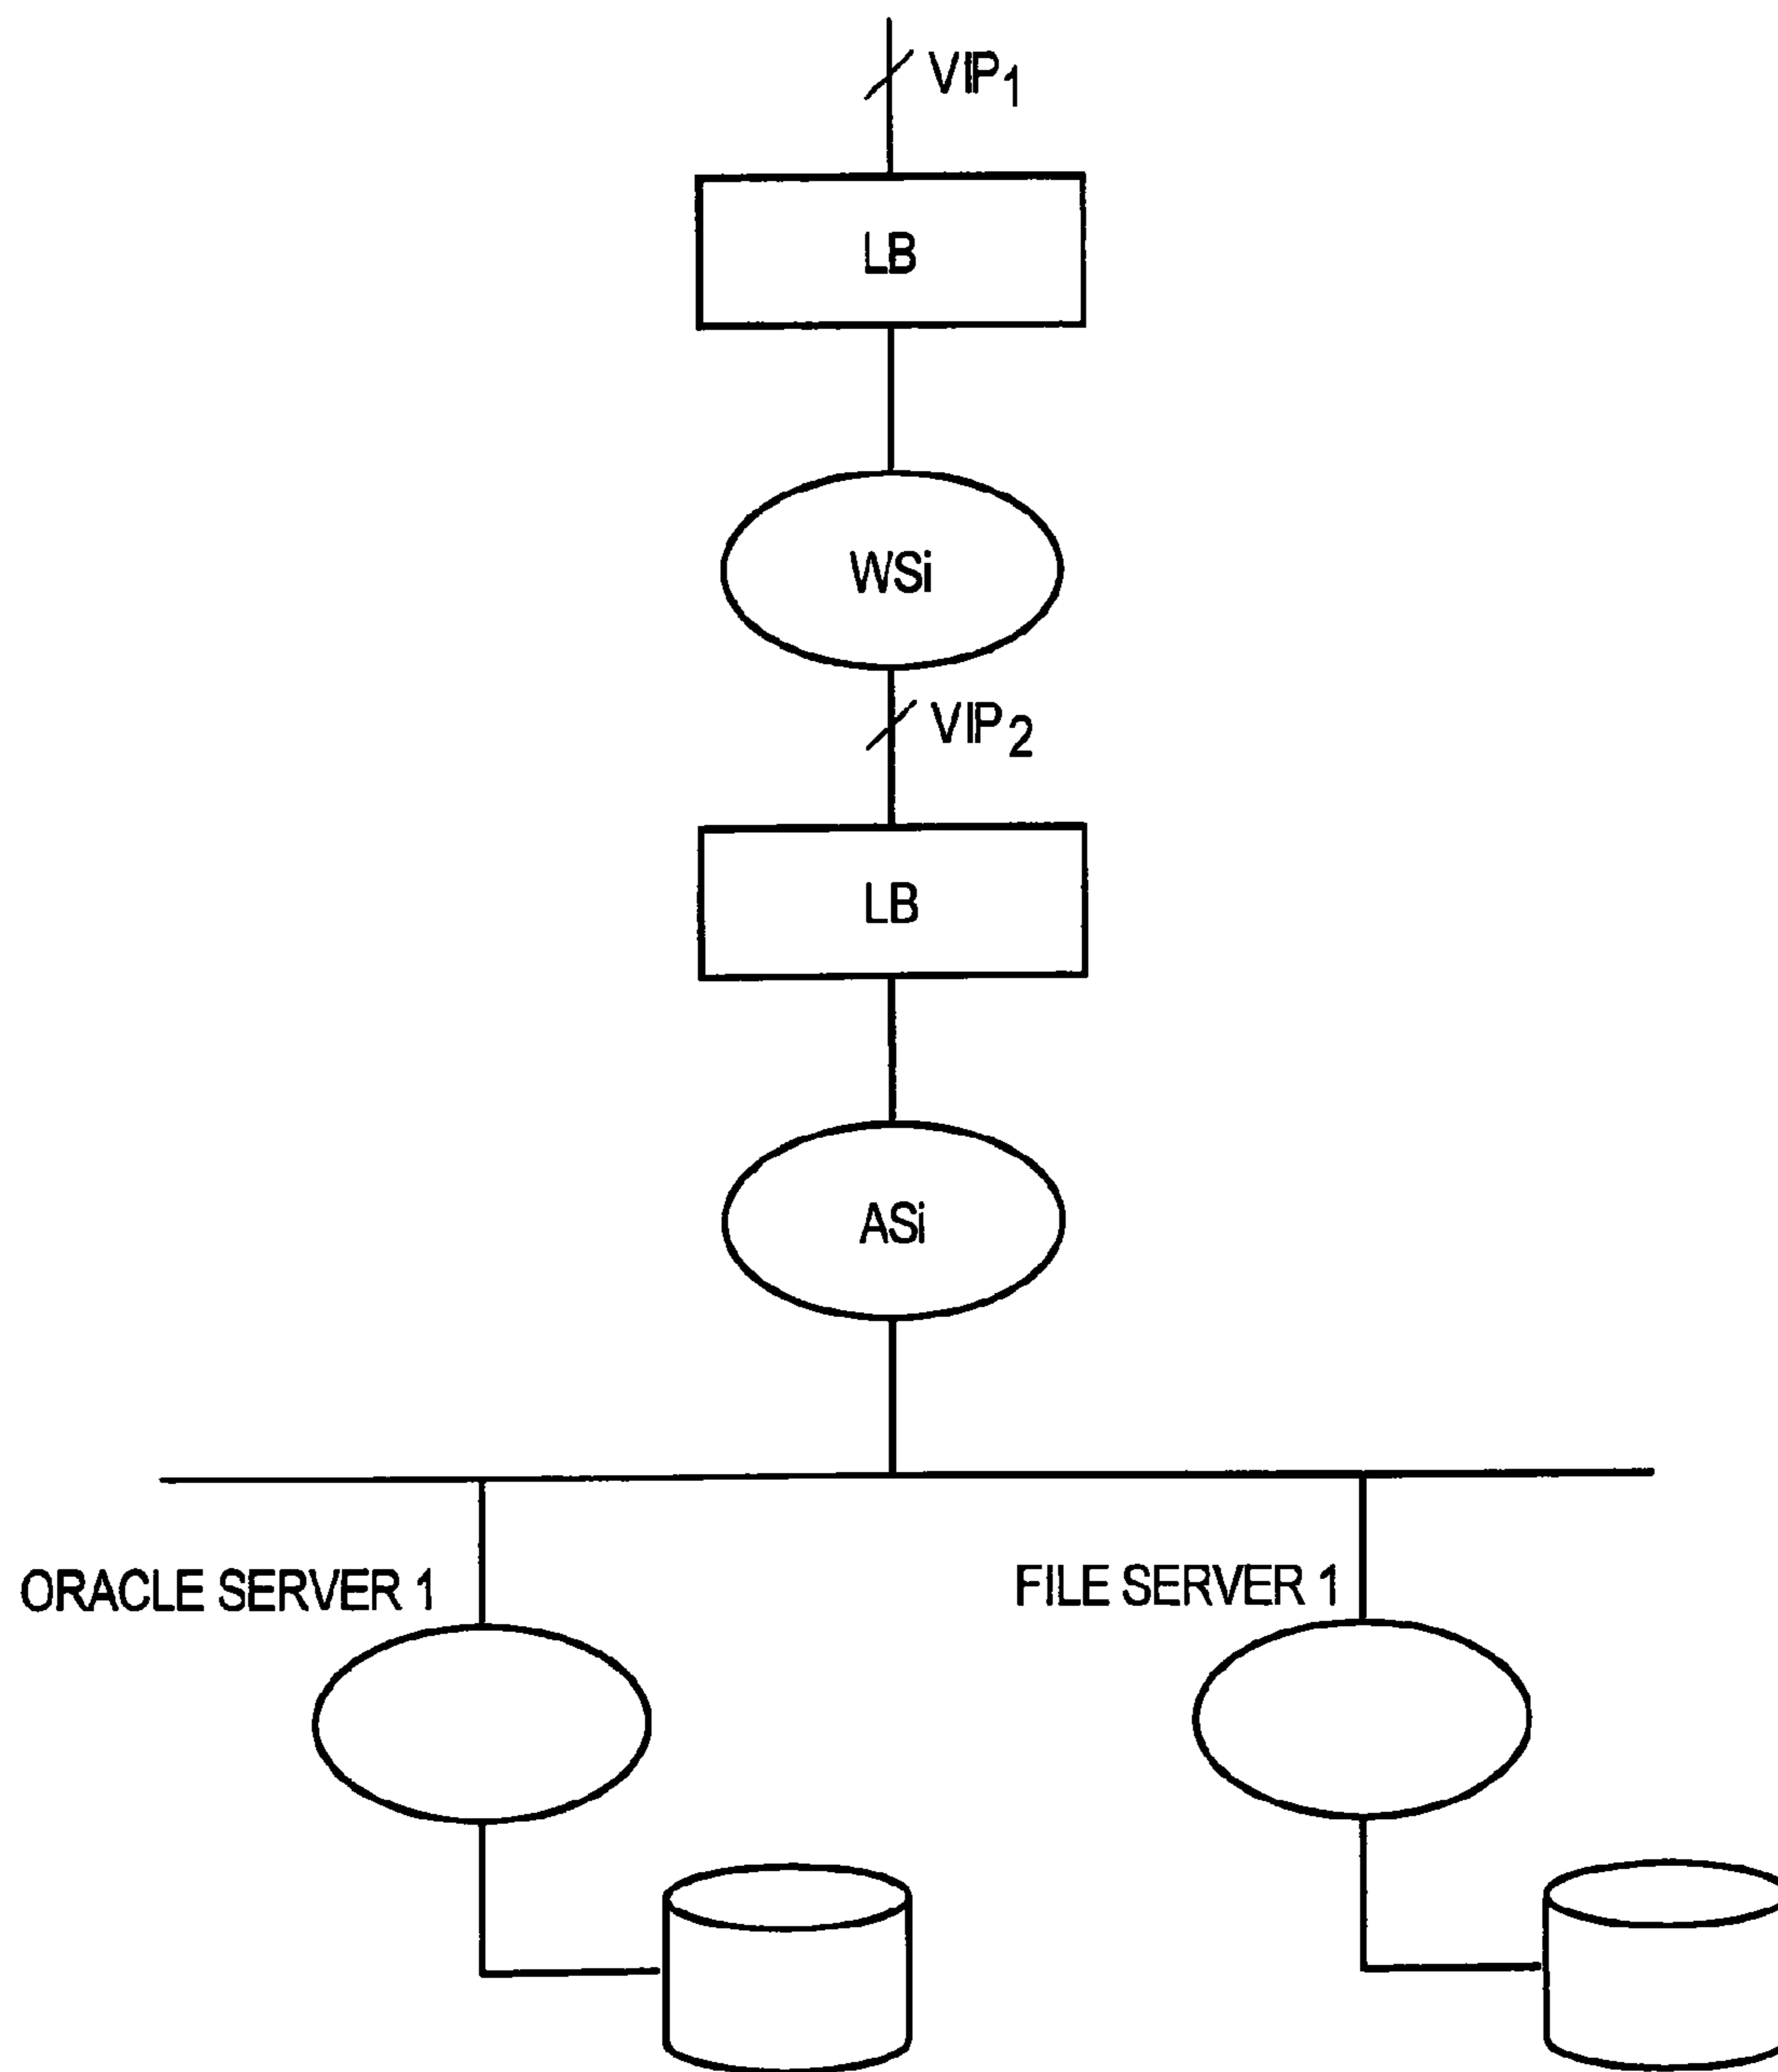 VIP1
LB
WSi
VIP2
LB
ASi
ORACLE SERVER 1
FILE SERVER 1